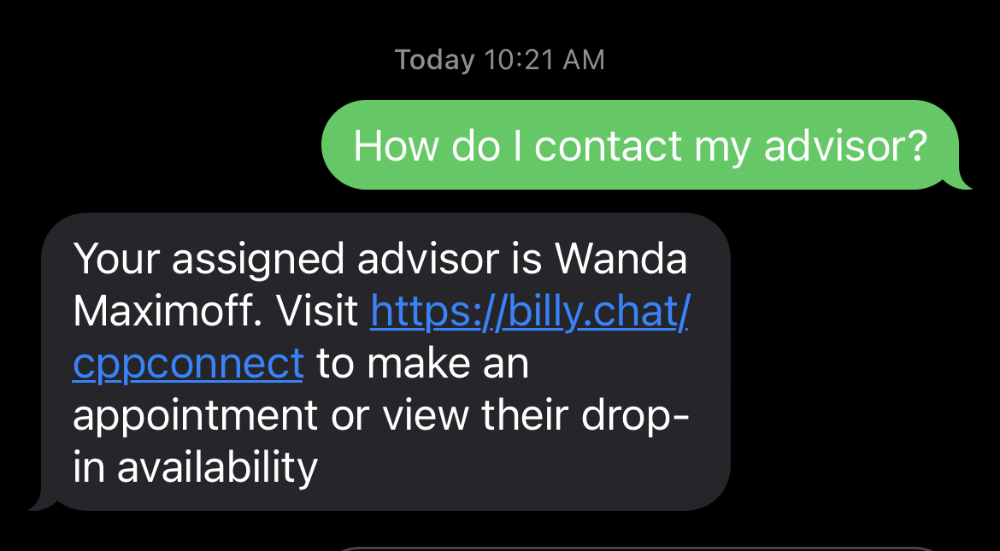 Today 10:21 AM
How do I contact my advisor?
Your assigned advisor is Wanda
Maximoff. Visit https://billy.chat/
cppconnect to make an
appointment or view their drop-
in availability